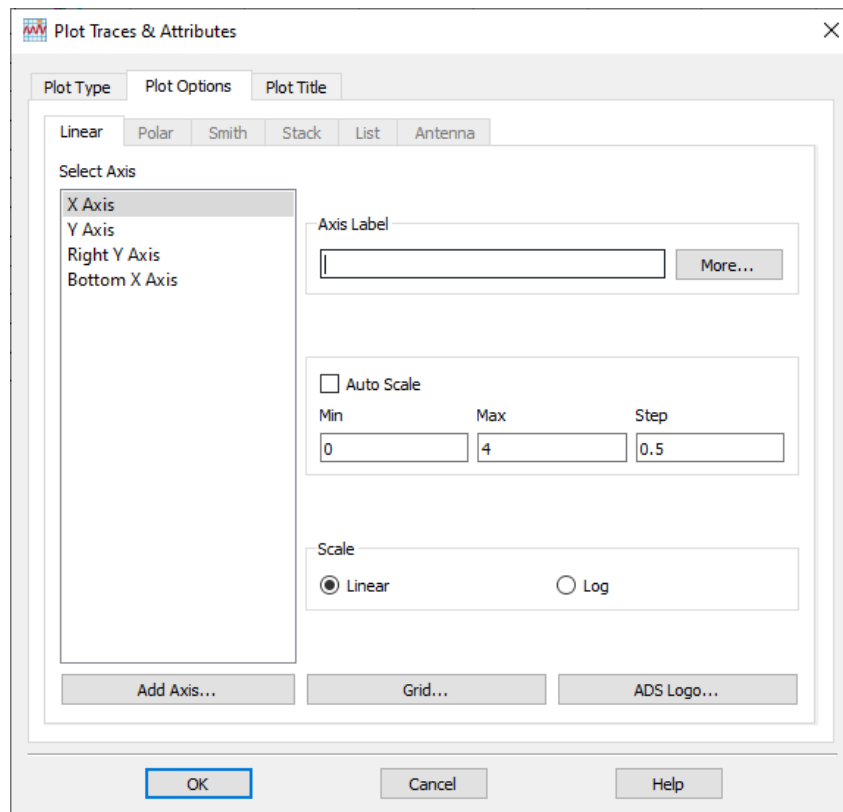 Plot Traces & Attributes
Plot Type Plot Options Plot Title
Linear Polar Smith Stack List Antenna
Select Axis
X Axis
Y Axis
Right Y Axis
Bottom X Axis
Axis Label
More...
Auto Scale
Min Max Step
0 4 0.5
Scale
Linear Log
Add Axis... Grid... ADS Logo...
OK Cancel Help